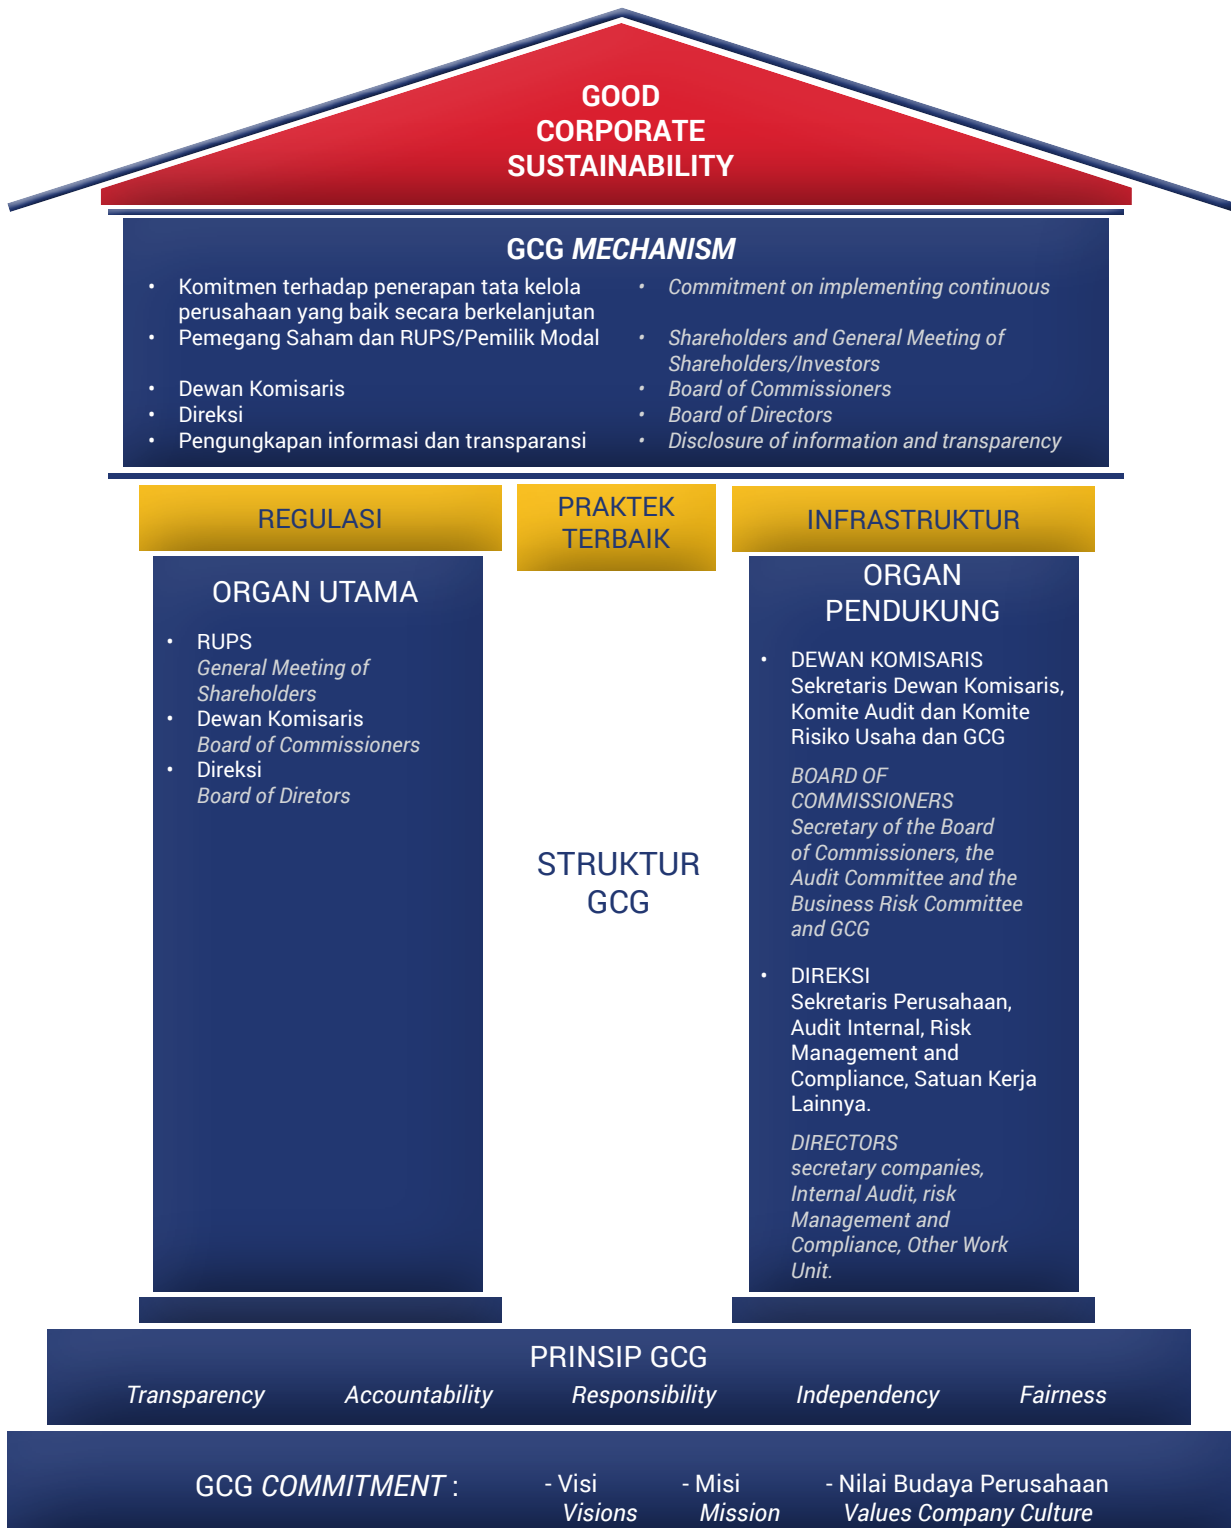 GOOD
CORPORATE
SUSTAINABILITY
GCG MECHANISM
• Komitmen terhadap penerapan tata kelola
perusahaan yang baik secara berkelanjutan
• Pemegang Saham dan RUPS/Pemilik Modal
• Dewan Komisaris
• Direksi
• Pengungkapan informasi dan transparansi
• Commitment on implementing continuous
• Shareholders and General Meeting of
Shareholders/Investors
• Board of Commissioners
• Board of Directors
• Disclosure of information and transparency
REGULASI
PRAKTEK
TERBAIK
INFRASTRUKTUR
ORGAN UTAMA
• RUPS
General Meeting of
Shareholders
• Dewan Komisaris
Board of Commissioners
• Direksi
Board of Diretors
STRUKTUR
GCG
ORGAN
PENDUKUNG
• DEWAN KOMISARIS
Sekretaris Dewan Komisaris,
Komite Audit dan Komite
Risiko Usaha dan GCG
BOARD OF
COMMISSIONERS
Secretary of the Board
of Commissioners, the
Audit Committee and the
Business Risk Committee
and GCG
• DIREKSI
Sekretaris Perusahaan,
Audit Internal, Risk
Management and
Compliance, Satuan Kerja
Lainnya.
DIRECTORS
secretary companies,
Internal Audit, risk
Management and
Compliance, Other Work
Unit.
PRINSIP GCG
Transparency Accountability Responsibility Independency Fairness
GCG COMMITMENT : - Visi - Misi - Nilai Budaya Perusahaan
Visions Mission Values Company Culture